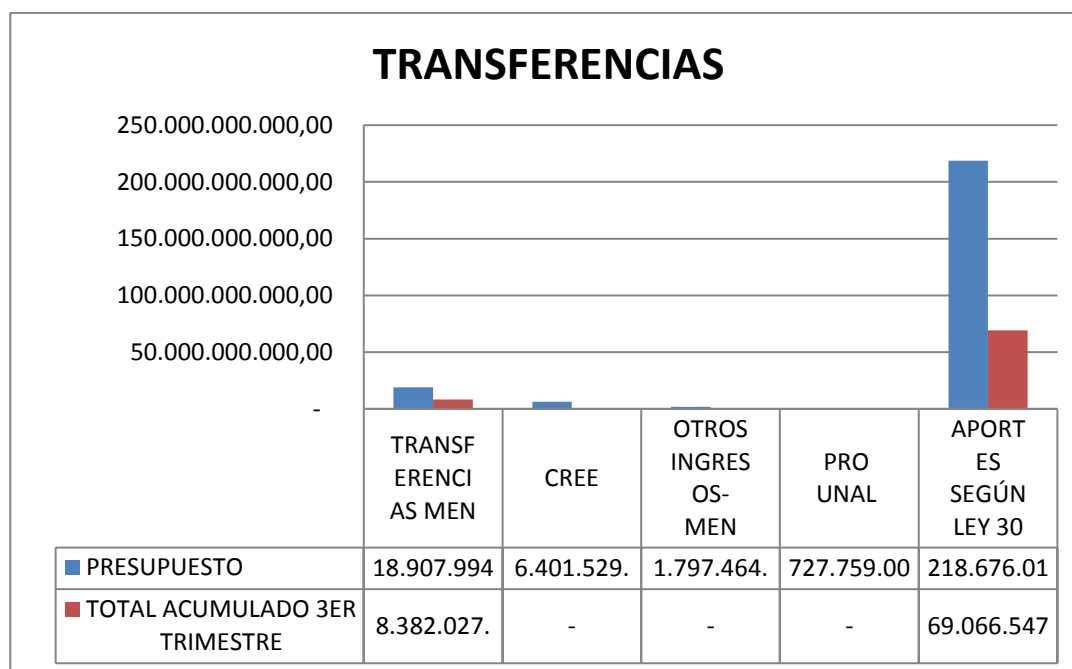 TRANSFERENCIAS
250.000.000.000,00
200.000.000.000,00
150.000.000.000,00
100.000.000.000,00
50.000.000.000,00
-
TRANSF
ERENCI
AS MEN
CREE
OTROS
INGRES
OS-
MEN
PRO
UNAL
APORT
ES
SEGÚN
LEY 30
PRESUPUESTO 18.907.994 6.401.529. 1.797.464. 727.759.00 218.676.01
TOTAL ACUMULADO 3ER
TRIMESTRE
8.382.027. - - - 69.066.547